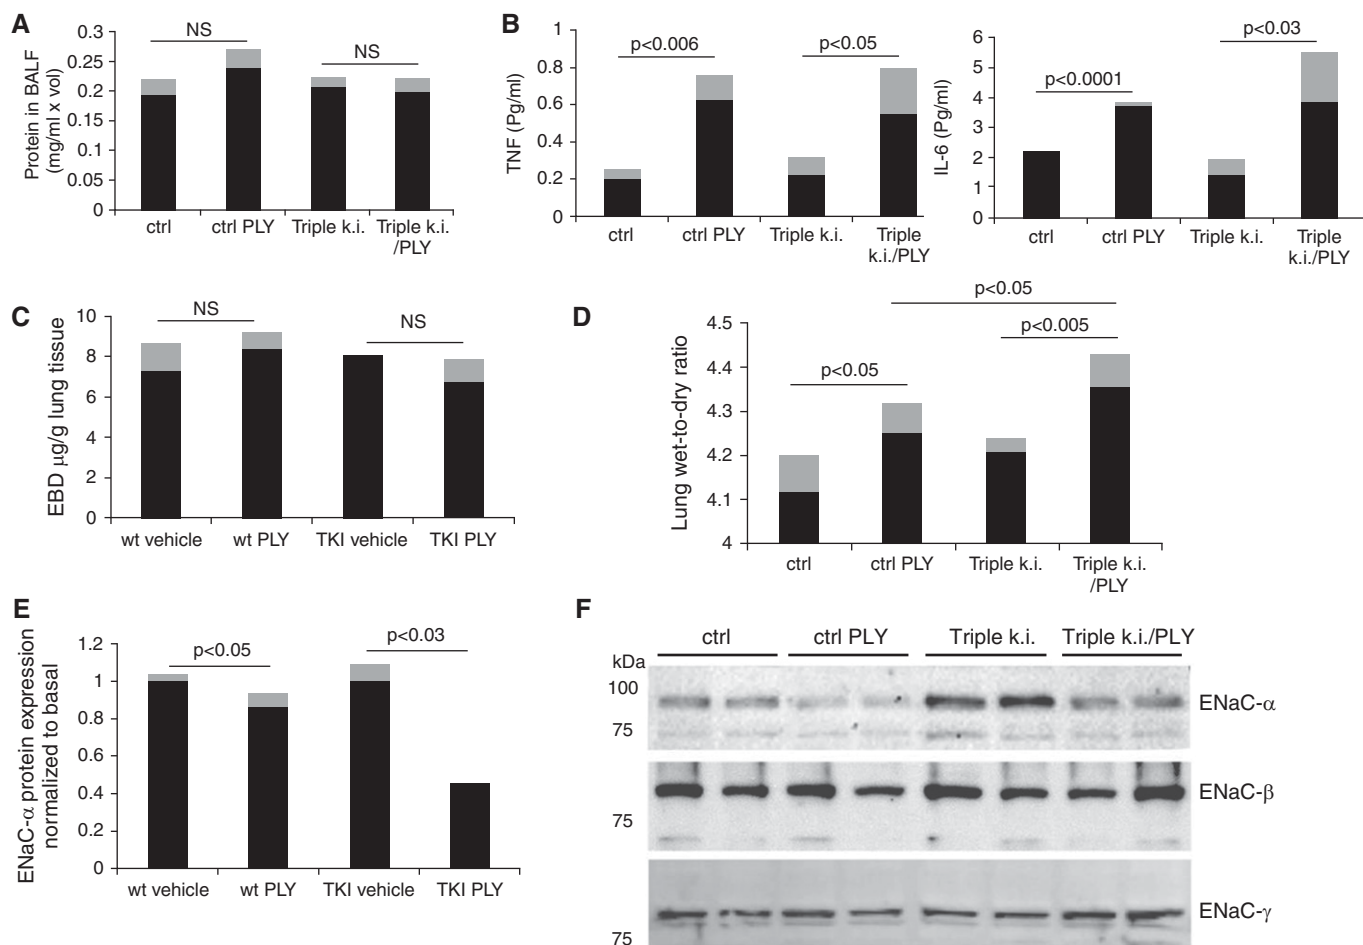 A
Protein in BALF
(mg/ml x vol)
0.3
0.25
0.2
0.15
0.1
0.05
0
NS
NS
ctrl
ctrl PLY
Triple k.i.
Triple k.i.
/PLY
B
TNF (Pg/ml)
1
0.8
0.6
0.4
0.2
0
p<0.006
p<0.05
ctrl
ctrl PLY
Triple k.i.
Triple
k.i./PLY
IL-6 (Pg/ml)
6
5
4
3
2
1
0
p<0.0001
p<0.03
ctrl
ctrl PLY
Triple k.i.
Triple
k.i./PLY
C
EBD μg/g lung tissue
10
8
6
4
2
0
NS
NS
wt vehicle
wt PLY
TKI vehicle
TKI PLY
D
Lung wet-to-dry ratio
4.5
4.4
4.3
4.2
4.1
4
p<0.05
p<0.05
p<0.005
ctrl
ctrl PLY
Triple k.i.
Triple k.i.
/PLY
E
ENaC-α protein expression
normalized to basal
1.2
1
0.8
0.6
0.4
0.2
0
p<0.05
p<0.03
wt vehicle
wt PLY
TKI vehicle
TKI PLY
F
ctrl
ctrl PLY
Triple k.i.
Triple k.i./PLY
kDa
100
75
ENaC-α
75
ENaC-β
75
ENaC-γ